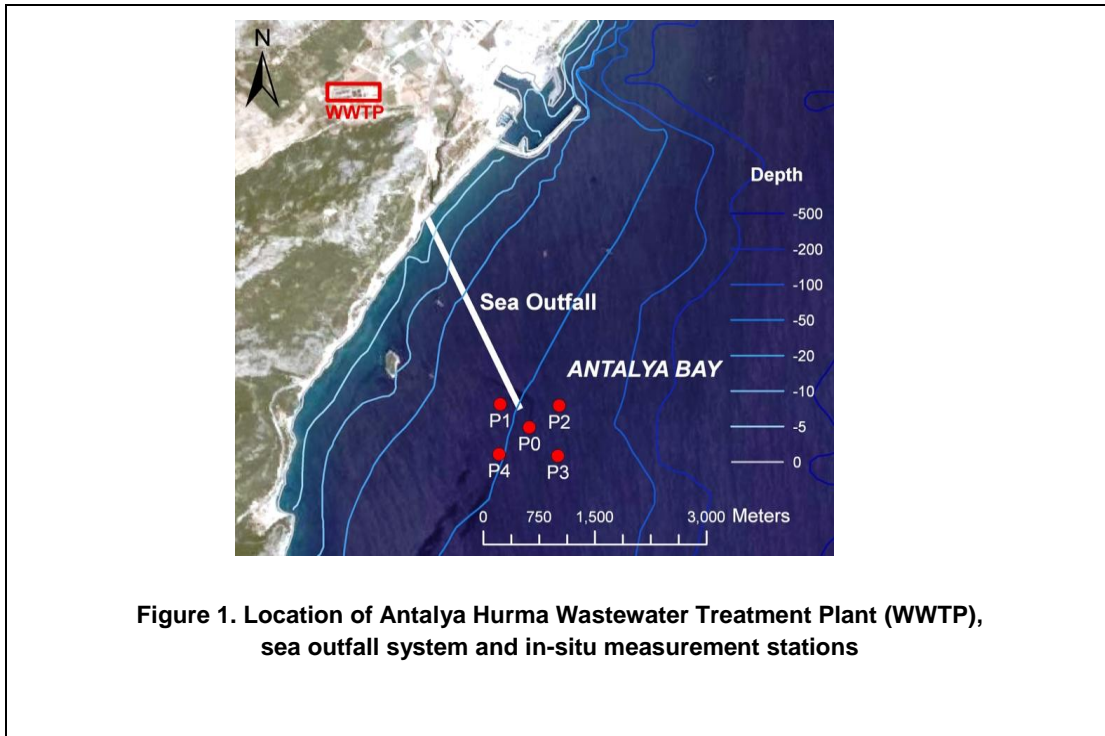 N
WWTP
Depth
-500
-200
-100
-50
-20
-10
-5
0
Sea Outfall
ANTALYA BAY
P1
P2
P0
P4
P3
0 750 1,500 3,000 Meters
Figure 1. Location of Antalya Hurma Wastewater Treatment Plant (WWTP),
sea outfall system and in-situ measurement stations